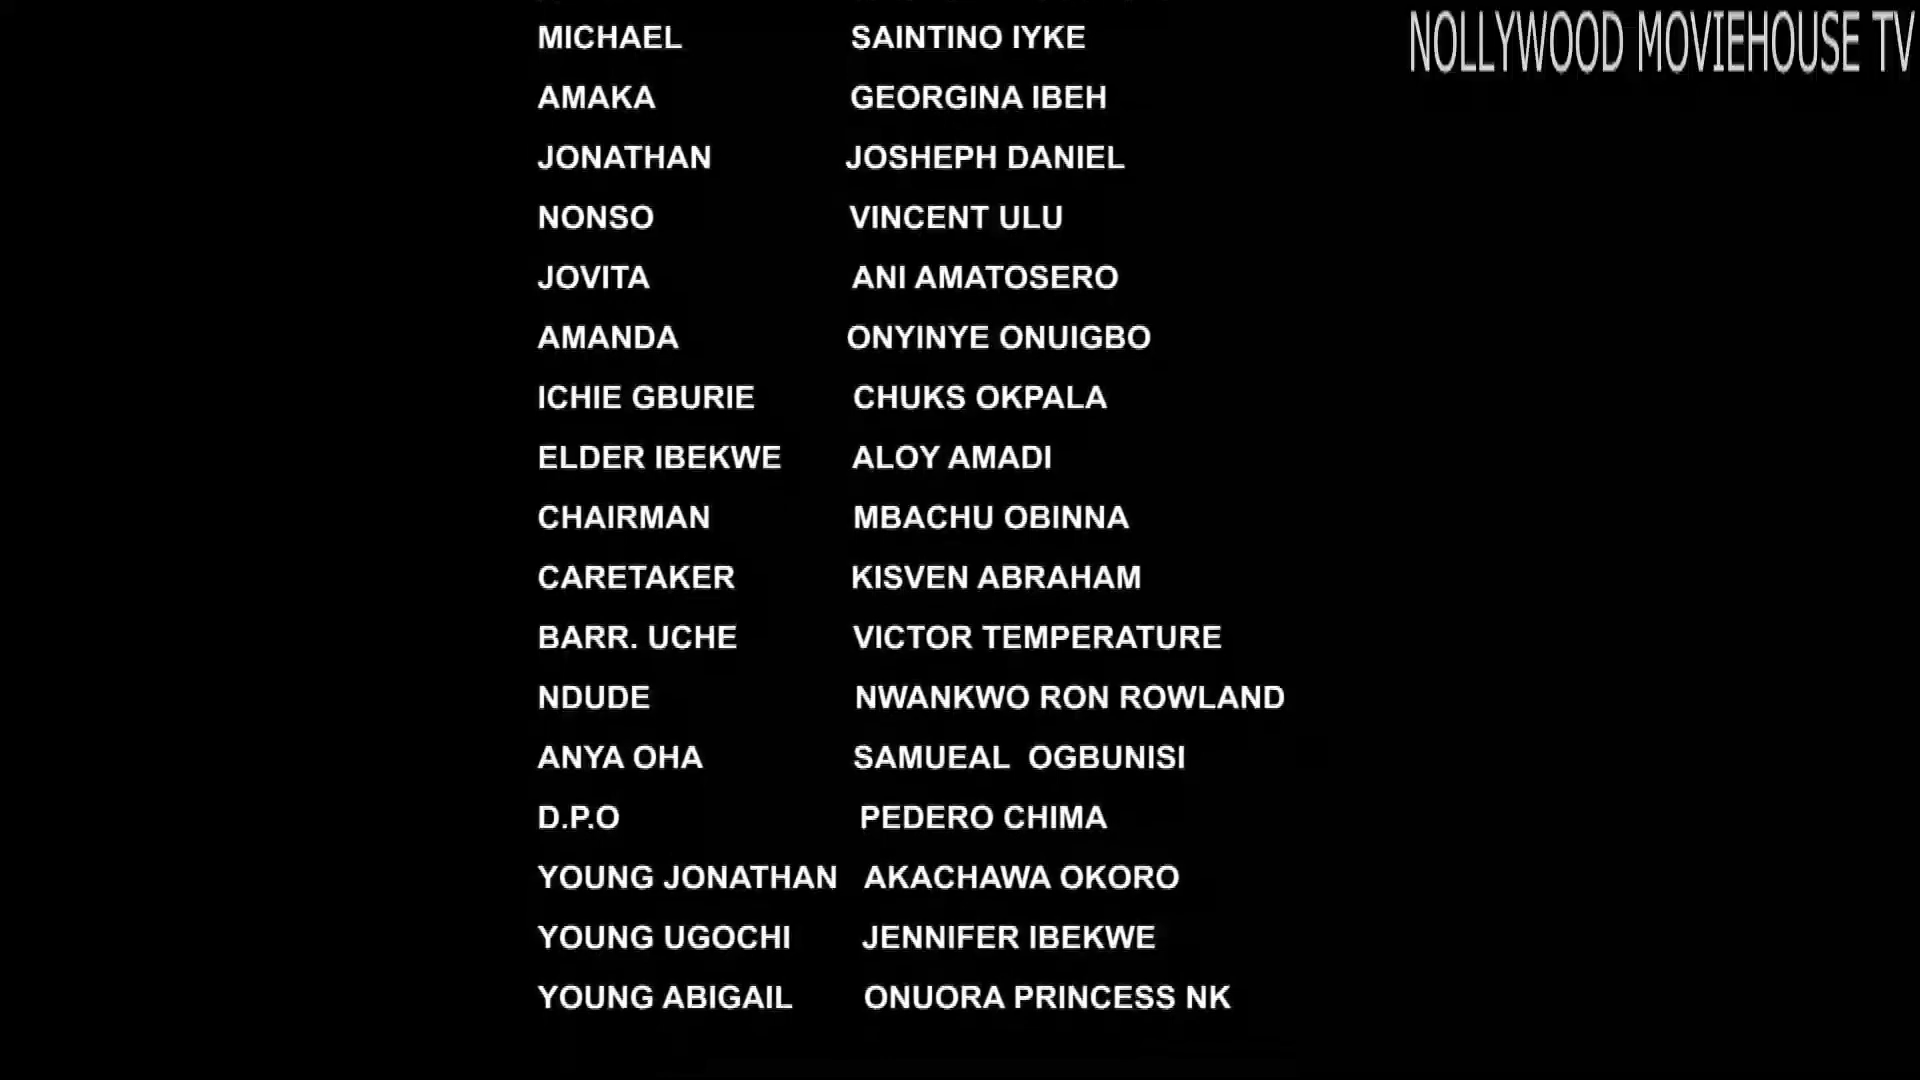 NOLLYWOOD MOVIEHOUSE TV
MICHAEL SAINTINO IYKE
AMAKA GEORGINA IBEH
JONATHAN JOSHEPH DANIEL
NONSO VINCENT ULU
JOVITA ANI AMATOSERO
AMANDA ONYINYE ONUIGBO
ICHIE GBURIE CHUKS OKPALA
ELDER IBEKWE ALOY AMADI
CHAIRMAN MBACHU OBINNA
CARETAKER KISVEN ABRAHAM
BARR. UCHE VICTOR TEMPERATURE
NDUDE NWANKWO RON ROWLAND
ANYA OHA SAMUEAL OGBUNISI
D.P.O PEDERO CHIMA
YOUNG JONATHAN AKACHAWA OKORO
YOUNG UGOCHI JENNIFER IBEKWE
YOUNG ABIGAIL ONUORA PRINCESS NK